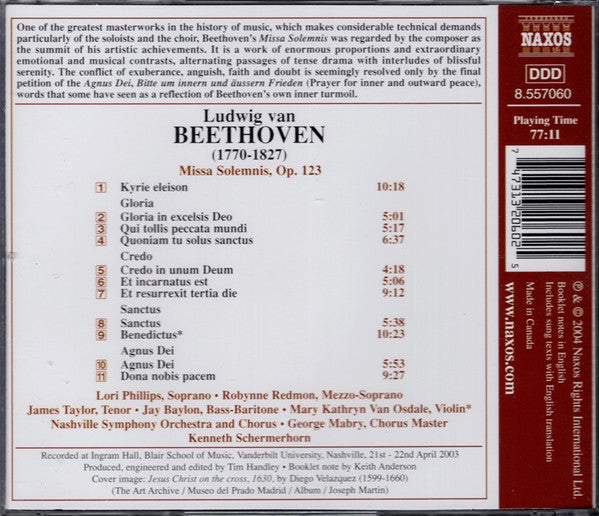 One of the greatest masterworks in the history of music, which makes considerable technical demands
particularly of the soloists and the choir, Beethoven's Missa Solemnis was regarded by the composer as
the summit of his artistic achievements. It is a work of enormous proportions and extraordinary
emotional and musical contrasts, alternating passages of tense drama with interludes of blissful
serenity. The conflict of exuberance, anguish, faith and doubt is seemingly resolved only by the final
petition of the Agnus Dei, Bitte um innern und äussern Frieden (Prayer for inner and outward peace),
words that some have seen as a reflection of Beethoven's own inner turmoil.
Ludwig van
BEETHOVEN
(1770-1827)
Missa Solemnis, Op. 123
1 Kyrie eleison 10:18
Gloria
2 Gloria in excelsis Deo 5:01
3 Qui tollis peccata mundi 5:17
4 Quoniam tu solus sanctus 6:37
Credo
5 Credo in unum Deum 4:18
6 Et incarnatus est 5:06
7 Et resurrexit tertia die 9:12
Sanctus
8 Sanctus 5:38
9 Benedictus* 10:23
Agnus Dei
10 Agnus Dei 5:53
11 Dona nobis pacem 9:27
Lori Phillips, Soprano • Robynne Redmon, Mezzo-Soprano
James Taylor, Tenor • Jay Baylon, Bass-Baritone • Mary Kathryn Van Osdale, Violin*
Nashville Symphony Orchestra and Chorus • George Mabry, Chorus Master
Kenneth Schermerhorn
Recorded at Ingram Hall, Blair School of Music, Vanderbilt University, Nashville, 21st - 22nd April 2003
Produced, engineered and edited by Tim Handley • Booklet note by Keith Anderson
Cover image: Jesus Christ on the cross, 1630, by Diego Velazquez (1599-1660)
(The Art Archive / Museo del Prado Madrid / Album / Joseph Martin)
NAXOS
DDD
8.557060
Playing Time
77:11
7 47313 20602 5
℗ & © 2004 Naxos Rights International Ltd.
Booklet notes in English
Includes sung texts with English translation
Made in Canada
www.naxos.com